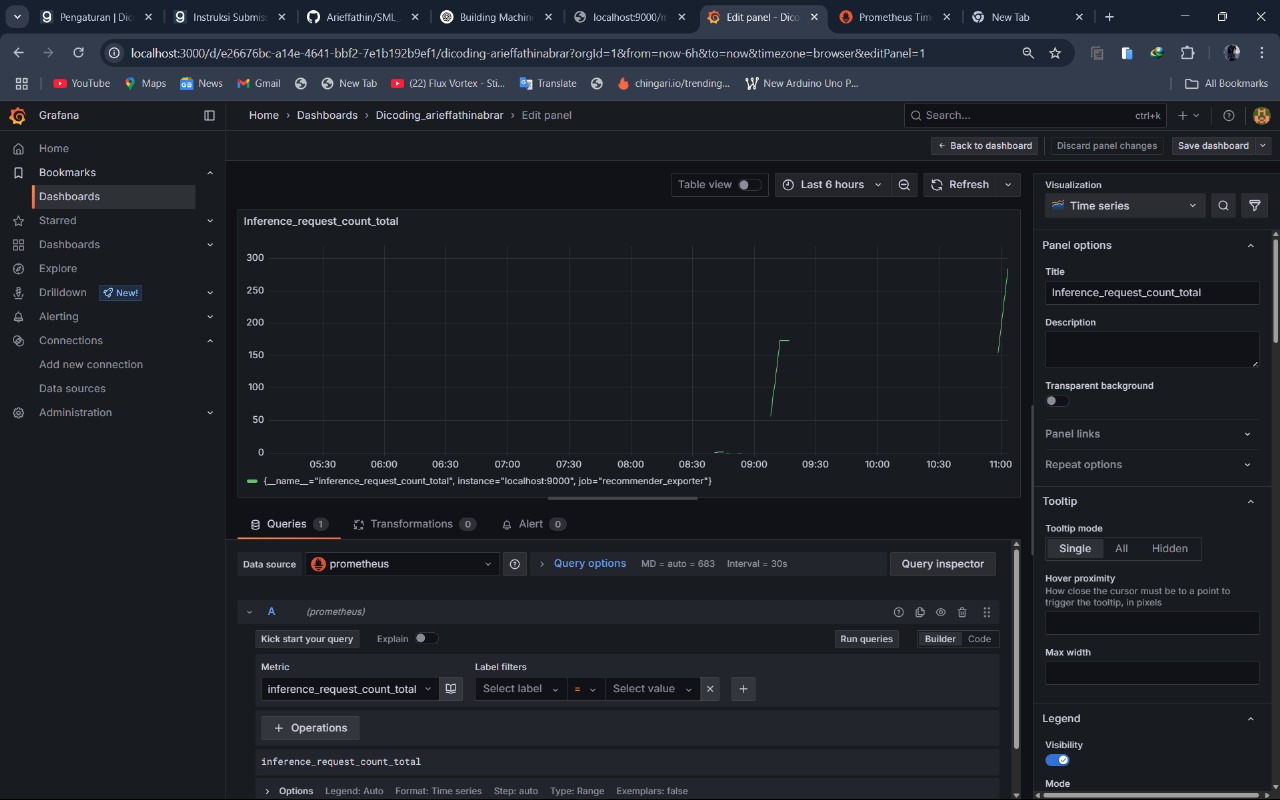 Pengaturan | Dic
Instruksi Submis
Arieffathin/SML_
Building Machin
localhost:9000/m
Edit panel - Dico
Prometheus Tim
New Tab
localhost:3000/d/e26676bc-a14e-4641-bbf2-7e1b192b9ef1/dicoding-arieffathinabrar?orgId=1&from=now-6h&to=now&timezone=browser&editPanel=1
YouTube
Maps
News
Gmail
New Tab
(22) Flux Vortex - Sti...
Translate
chingari.io/trending...
New Arduino Uno P...
All Bookmarks
Grafana
Home › Dashboards › Dicoding_arieffathinabrar › Edit panel
Search...
ctrl+k
Back to dashboard
Discard panel changes
Save dashboard
Home
Bookmarks
Dashboards
Starred
Dashboards
Explore
Drilldown
New!
Alerting
Connections
Add new connection
Data sources
Administration
Table view
Last 6 hours
Refresh
Inference_request_count_total
300
250
200
150
100
50
0
05:30 06:00 06:30 07:00 07:30 08:00 08:30 09:00 09:30 10:00 10:30 11:00
{__name__="inference_request_count_total", instance="localhost:9000", job="recommender_exporter"}
Queries 1
Transformations 0
Alert 0
Data source
prometheus
Query options
MD = auto = 683
Interval = 30s
Query inspector
A
(prometheus)
Kick start your query
Explain
Run queries
Builder
Code
Metric
Label filters
inference_request_count_total
Select label
=
Select value
+ Operations
inference_request_count_total
Options
Legend: Auto
Format: Time series
Step: auto
Type: Range
Exemplars: false
Visualization
Time series
Panel options
Title
Inference_request_count_total
Description
Transparent background
Panel links
Repeat options
Tooltip
Tooltip mode
Single
All
Hidden
Hover proximity
How close the cursor must be to a point to
trigger the tooltip, in pixels
Max width
Legend
Visibility
Mode